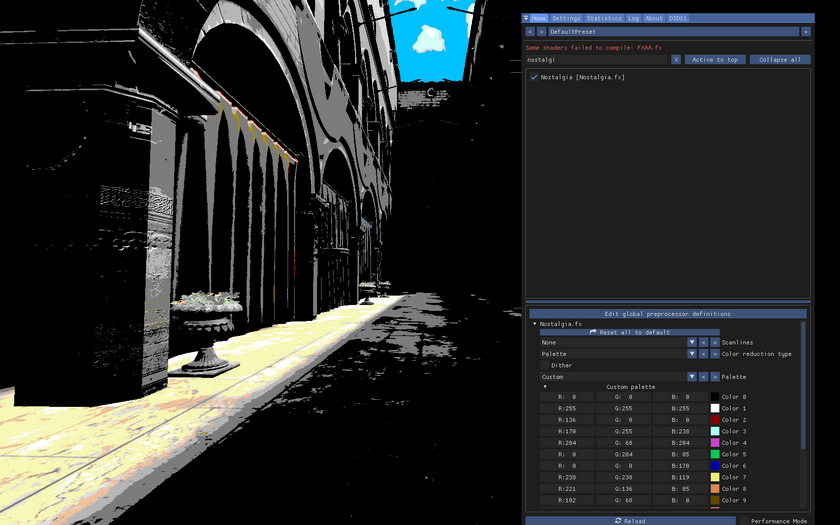 Home Settings Statistics Log About D3D11
< > DefaultPreset +
Some shaders failed to compile: FXAA.fx
nostalgi X Active to top Collapse all
Nostalgia [Nostalgia.fx]
Edit global preprocessor definitions
Nostalgia.fx
Reset all to default
None < > Scanlines
Palette < > Color reduction type
Dither
Custom < > Palette
Custom palette
R: 0 G: 0 B: 0 Color 0
R:255 G:255 B:255 Color 1
R:136 G: 0 B: 0 Color 2
R:170 G:255 B:238 Color 3
R:204 G: 68 B:204 Color 4
R: 0 G:204 B: 85 Color 5
R: 0 G: 0 B:170 Color 6
R:238 G:238 B:119 Color 7
R:221 G:136 B: 85 Color 8
R:102 G: 68 B: 0 Color 9
Reload Performance Mode